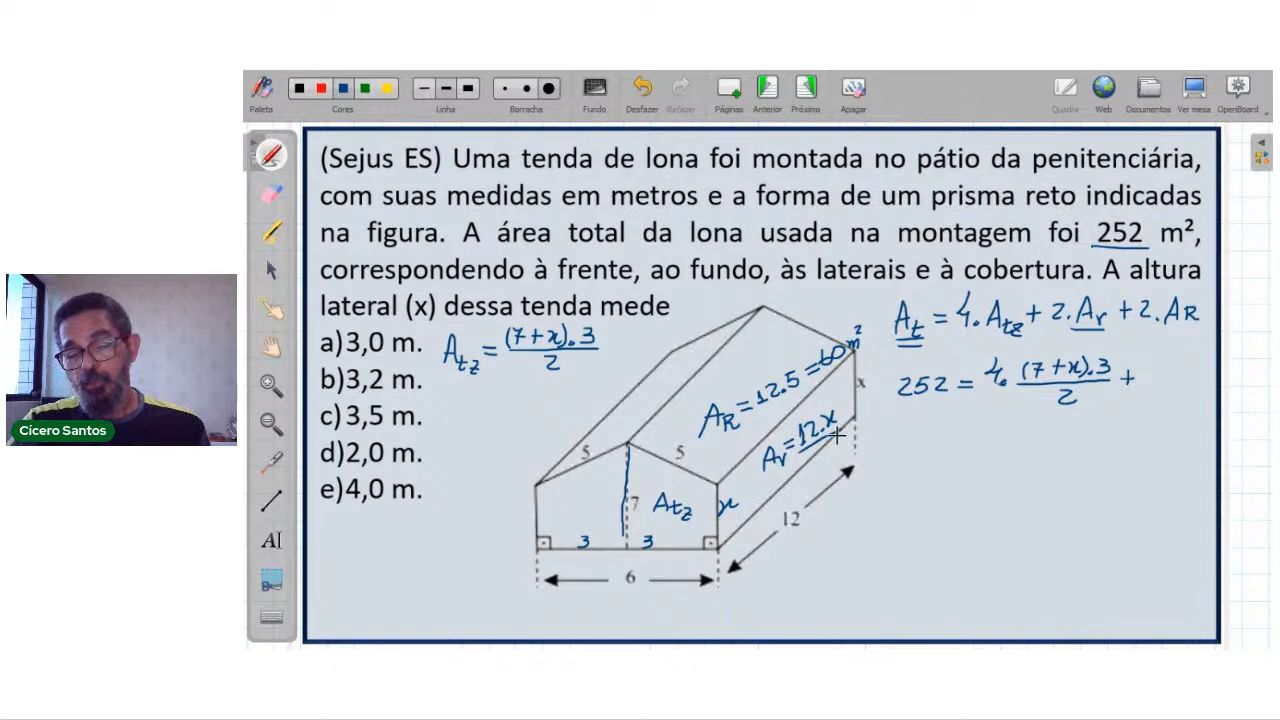 Paleta Cores Linha Borracha Fundo Desfazer Refazer Páginas Anterior Próximo Apagar Quadro Web Documentos Ver mesa OpenBoard
(Sejus ES) Uma tenda de lona foi montada no pátio da penitenciária,
com suas medidas em metros e a forma de um prisma reto indicadas
na figura. A área total da lona usada na montagem foi 252 m²,
correspondendo à frente, ao fundo, às laterais e à cobertura. A altura
lateral (x) dessa tenda mede
a)3,0 m.
b)3,2 m.
c)3,5 m.
d)2,0 m.
e)4,0 m.
Atz = (7+x).3/2
At = 4.Atz + 2.Ar + 2.AR
252 = 4.(7+x).3/2 +
AR = 12.5 = 60 m²
x
Ar = 12.x
5
5
7
Atz
x
3
3
12
6
AI
Cícero Santos